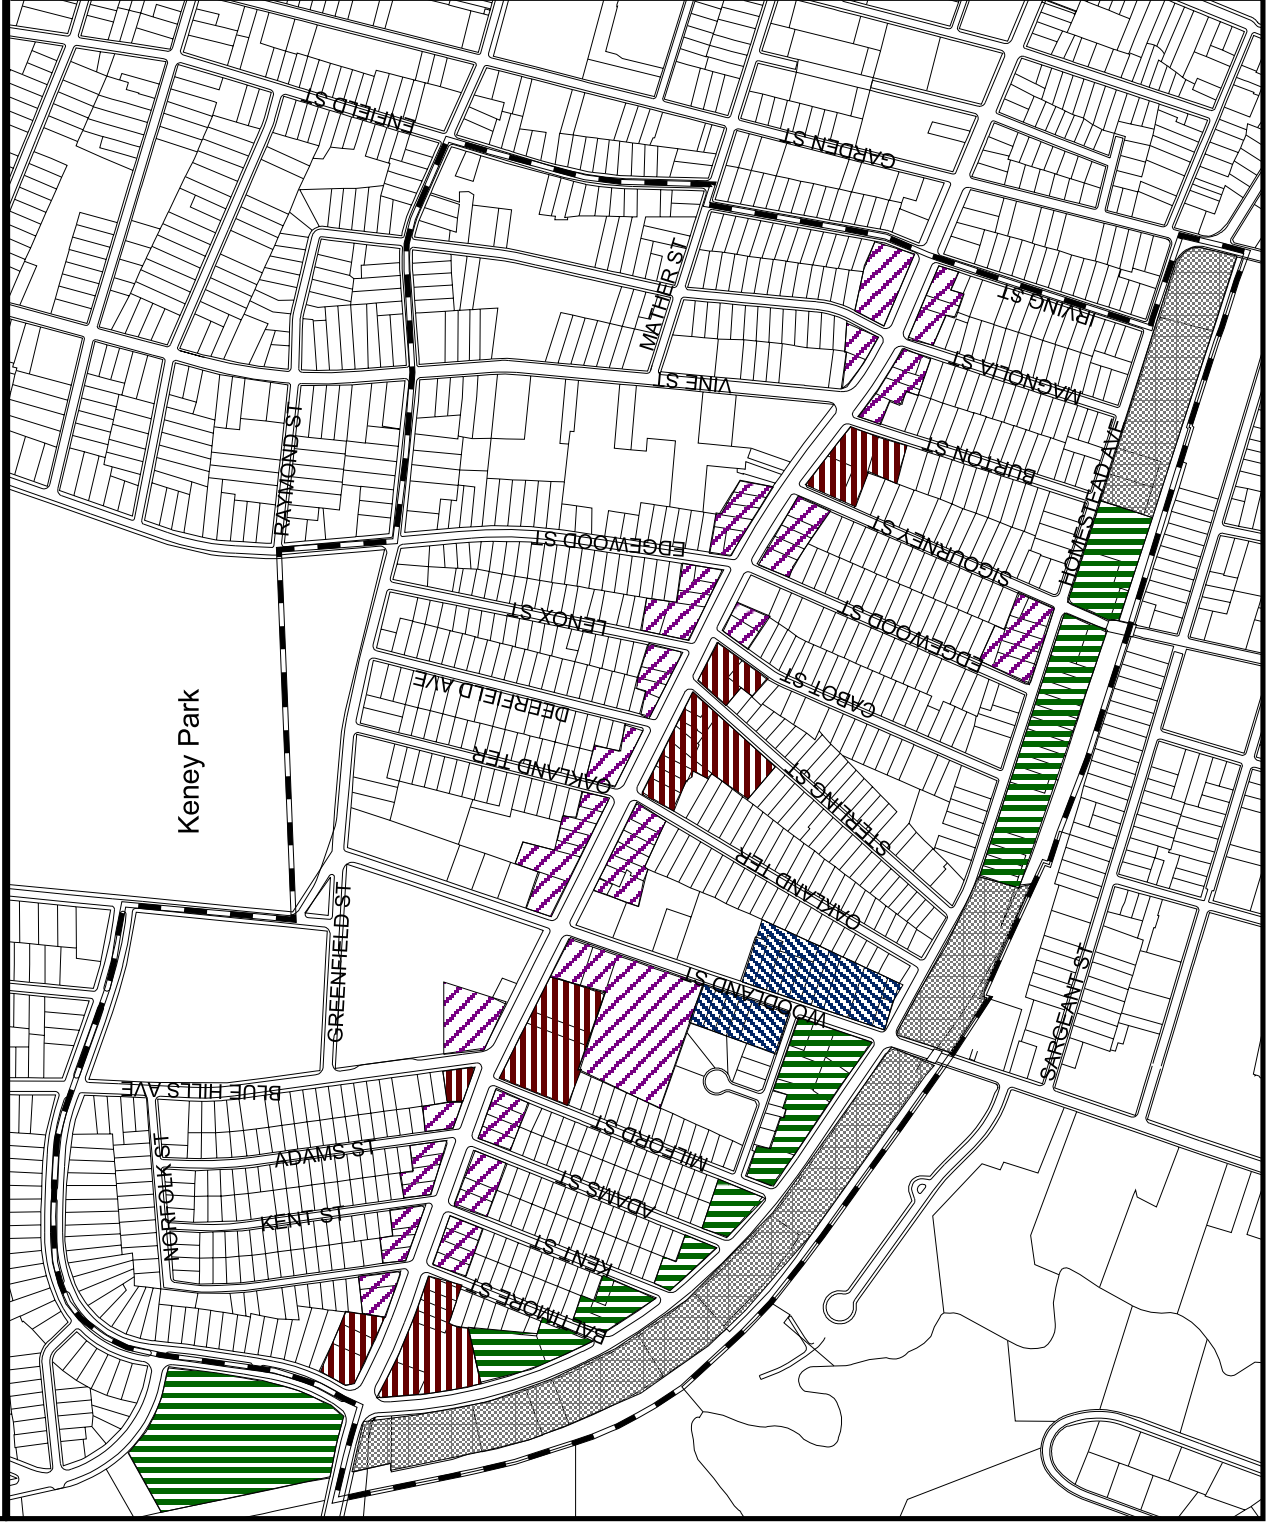 ENFIELD ST
GARDEN ST
MATHER ST
IRVING ST
MAGNOLIA ST
VINE ST
RAYMOND ST
BURTON ST
HOMESTEAD AVE
SIGOURNEY ST
EDGEWOOD ST
LENOX ST
EDGEWOOD ST
DEERFIELD AVE
CABOT ST
Keney Park
OAKLAND TER
STERLING ST
OAKLAND TER
GREENFIELD ST
WOODLAND ST
SARGEANT ST
BLUE HILLS AVE
ADAMS ST
MILFORD ST
NORFOLK ST
ADAMS ST
KENT ST
KENT ST
BALTIMORE ST